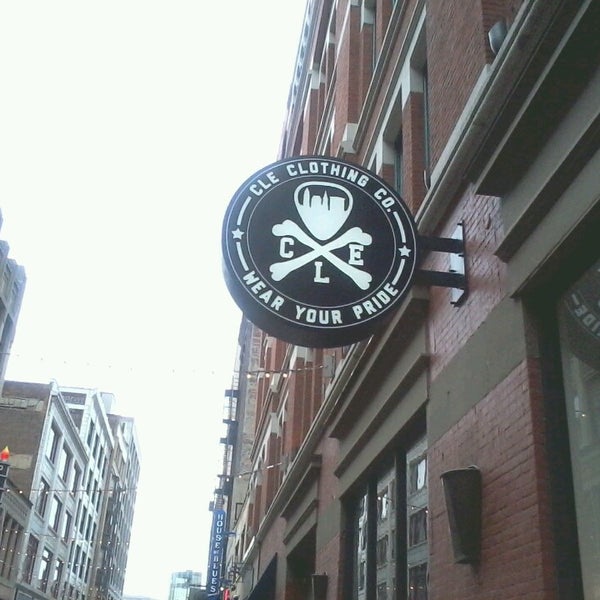 CLE CLOTHING CO.
C L E
WEAR YOUR PRIDE
HOUSE OF BLUES